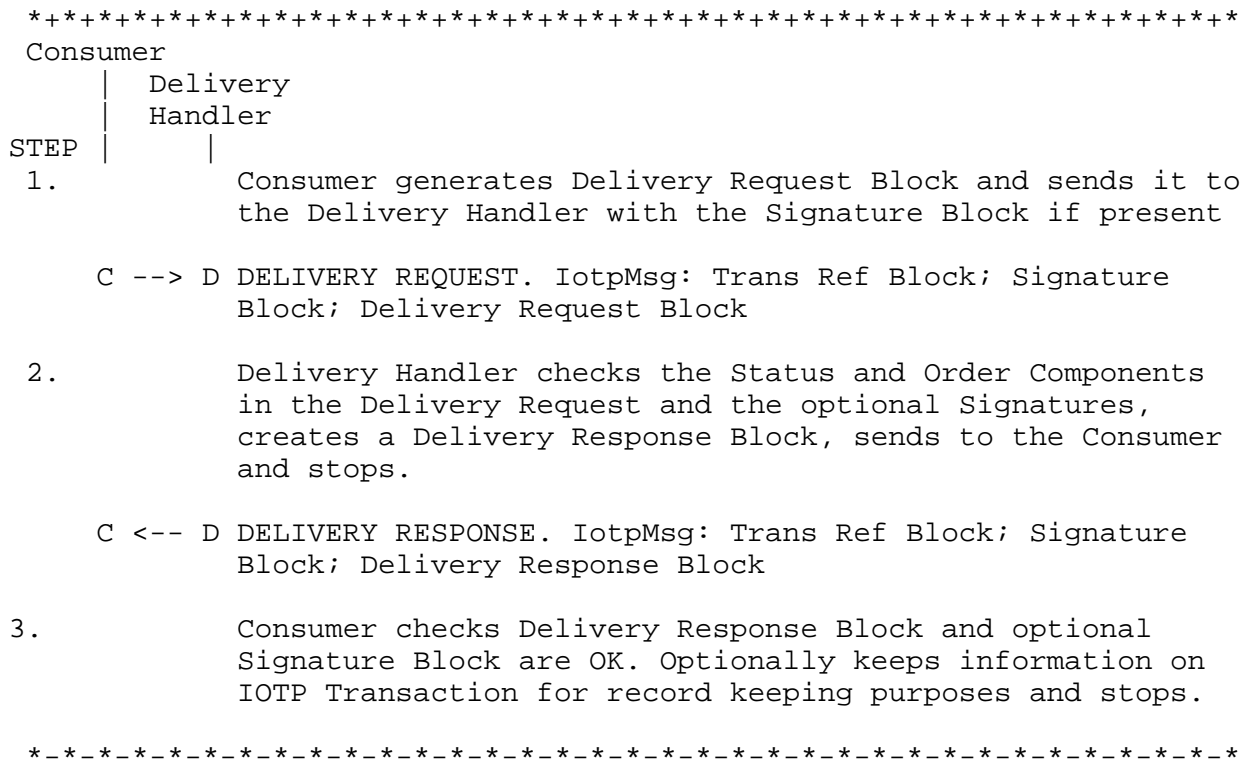 *+*+*+*+*+*+*+*+*+*+*+*+*+*+*+*+*+*+*+*+*+*+*+*+*+*+*+*+*+*+*+*+*+*+*
Consumer
| Delivery
| Handler
STEP | |
1. Consumer generates Delivery Request Block and sends it to
the Delivery Handler with the Signature Block if present
C --> D DELIVERY REQUEST. IotpMsg: Trans Ref Block; Signature
Block; Delivery Request Block
2. Delivery Handler checks the Status and Order Components
in the Delivery Request and the optional Signatures,
creates a Delivery Response Block, sends to the Consumer
and stops.
C <-- D DELIVERY RESPONSE. IotpMsg: Trans Ref Block; Signature
Block; Delivery Response Block
3. Consumer checks Delivery Response Block and optional
Signature Block are OK. Optionally keeps information on
IOTP Transaction for record keeping purposes and stops.
*-*-*-*-*-*-*-*-*-*-*-*-*-*-*-*-*-*-*-*-*-*-*-*-*-*-*-*-*-*-*-*-*-*-*